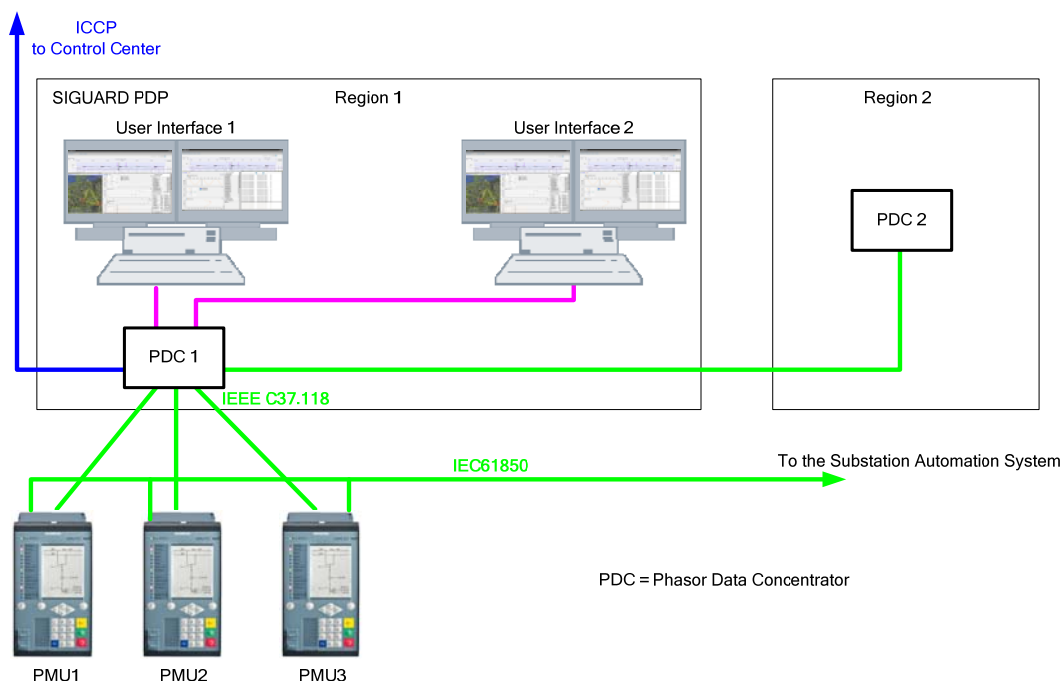 ICCP
to Control Center
SIGUARD PDP
Region 1
Region 2
User Interface 1
User Interface 2
PDC 2
PDC 1
IEEE C37.118
IEC61850
To the Substation Automation System
PDC = Phasor Data Concentrator
PMU1
PMU2
PMU3